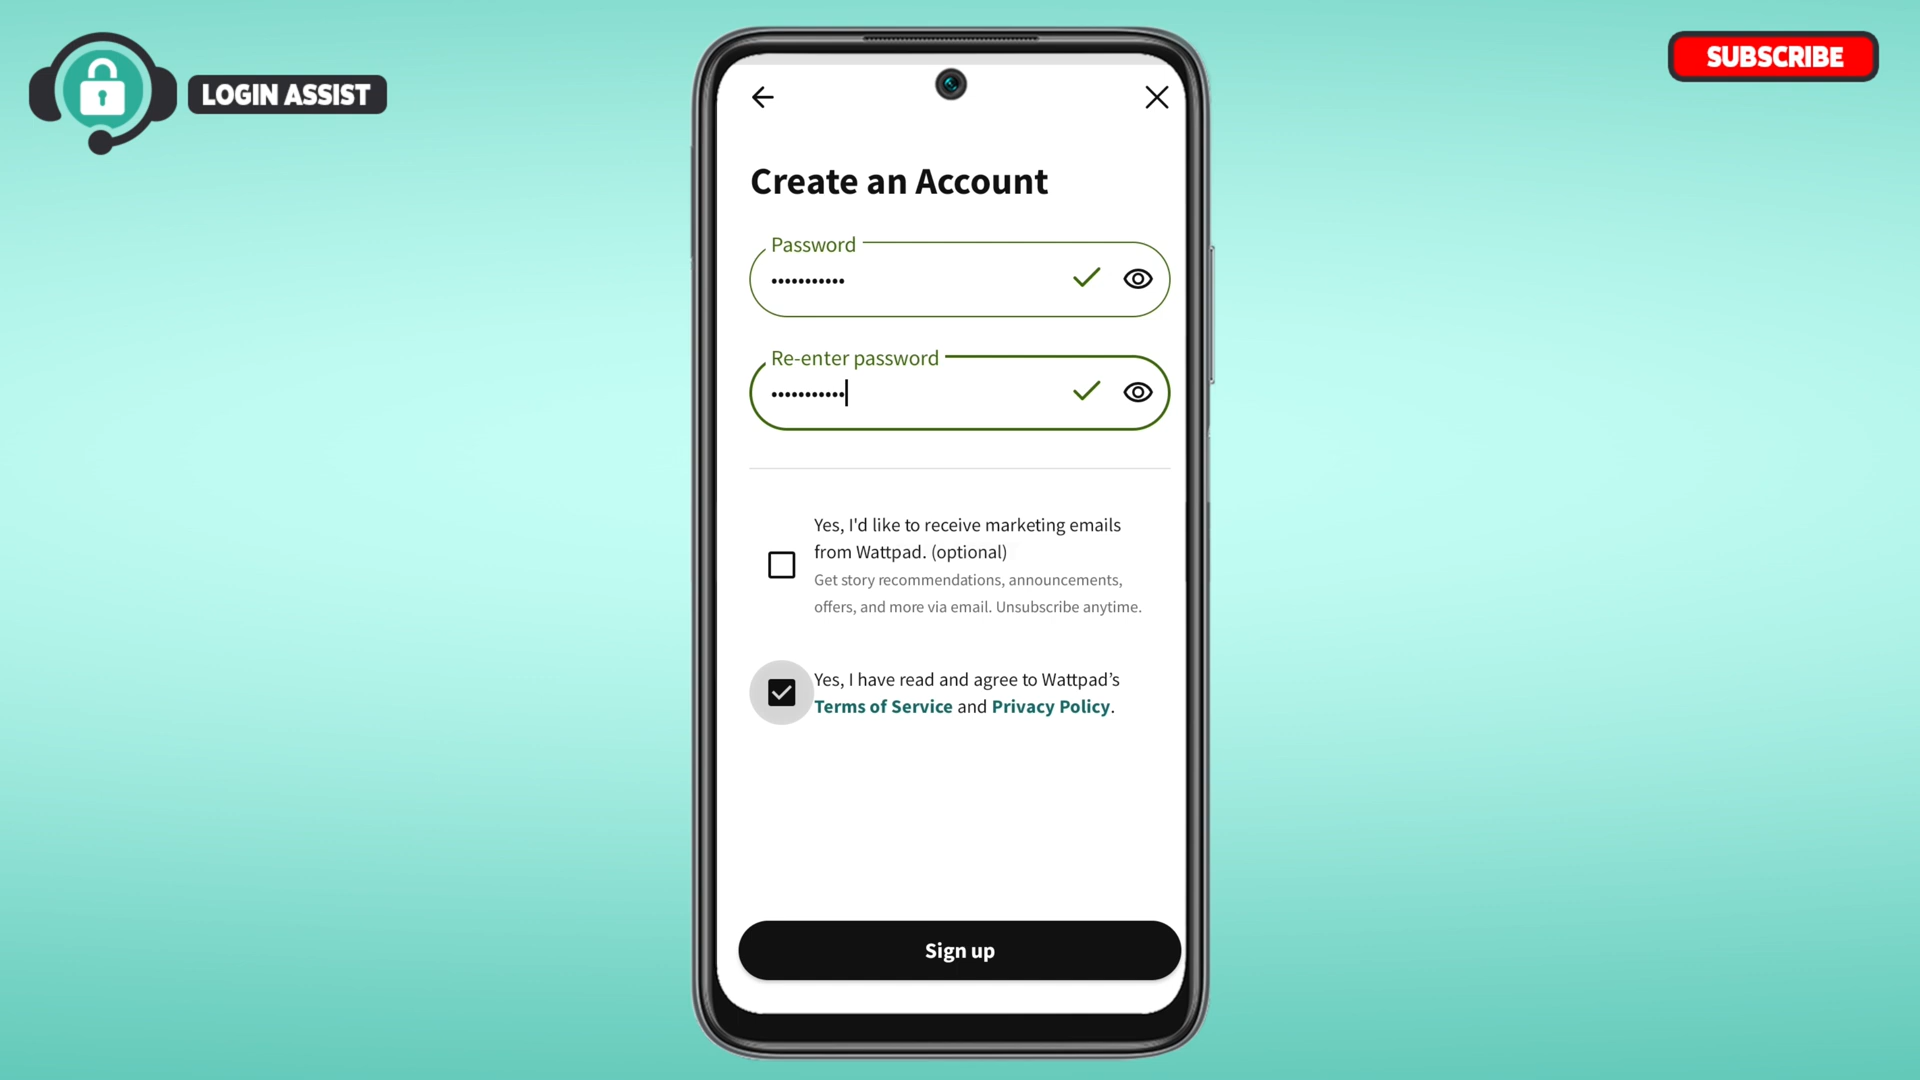 LOGIN ASSIST
SUBSCRIBE
Create an Account
Password
•••••••••••
Re-enter password
•••••••••••
Yes, I'd like to receive marketing emails
from Wattpad. (optional)
Get story recommendations, announcements,
offers, and more via email. Unsubscribe anytime.
Yes, I have read and agree to Wattpad’s
Terms of Service and Privacy Policy.
Sign up